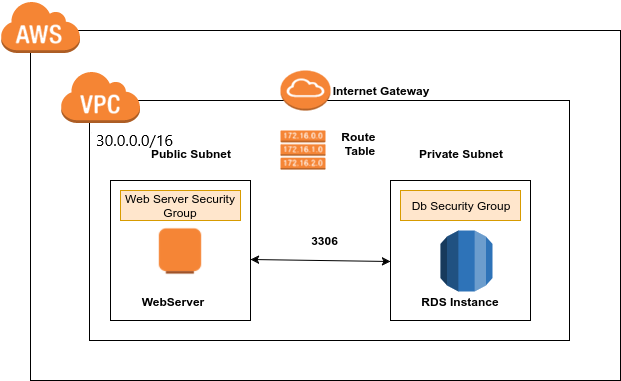 AWS
VPC
Internet Gateway
30.0.0.0/16
172.16.0.0
172.16.1.0
172.16.2.0
Route
Table
Public Subnet
Private Subnet
Web Server Security
Group
Db Security Group
3306
WebServer
RDS Instance